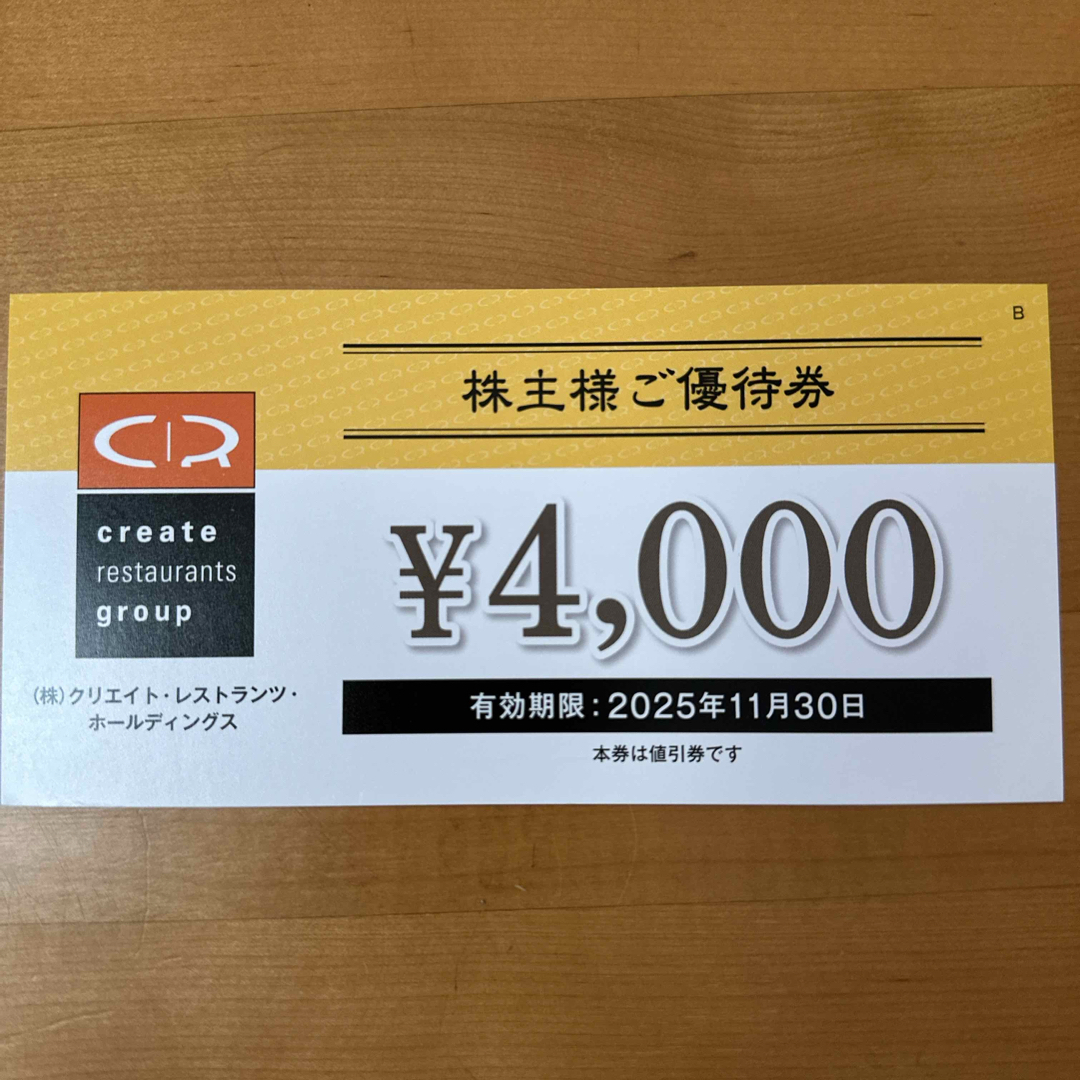 B
株主様ご優待券
CR
create
restaurants
group
¥4,000
(株)クリエイト・レストランツ・
ホールディングス
有効期限：2025年11月30日
本券は値引券です